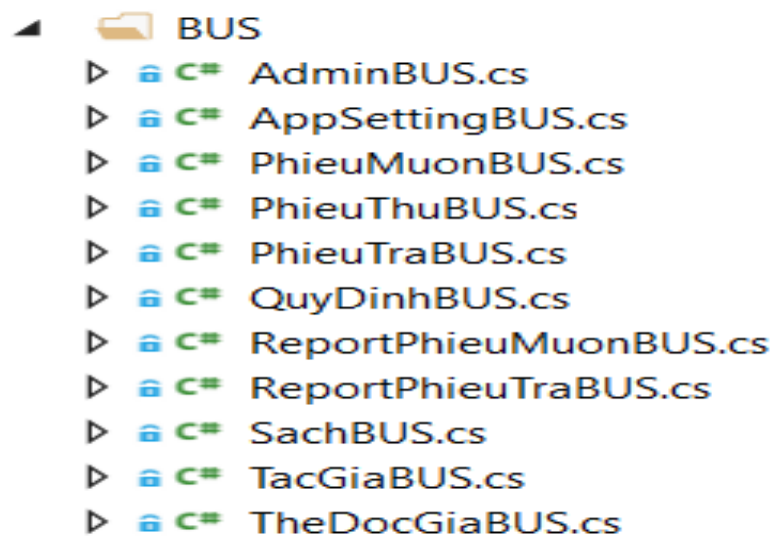 BUS
C# AdminBUS.cs
C# AppSettingBUS.cs
C# PhieuMuonBUS.cs
C# PhieuThuBUS.cs
C# PhieuTraBUS.cs
C# QuyDinhBUS.cs
C# ReportPhieuMuonBUS.cs
C# ReportPhieuTraBUS.cs
C# SachBUS.cs
C# TacGiaBUS.cs
C# TheDocGiaBUS.cs